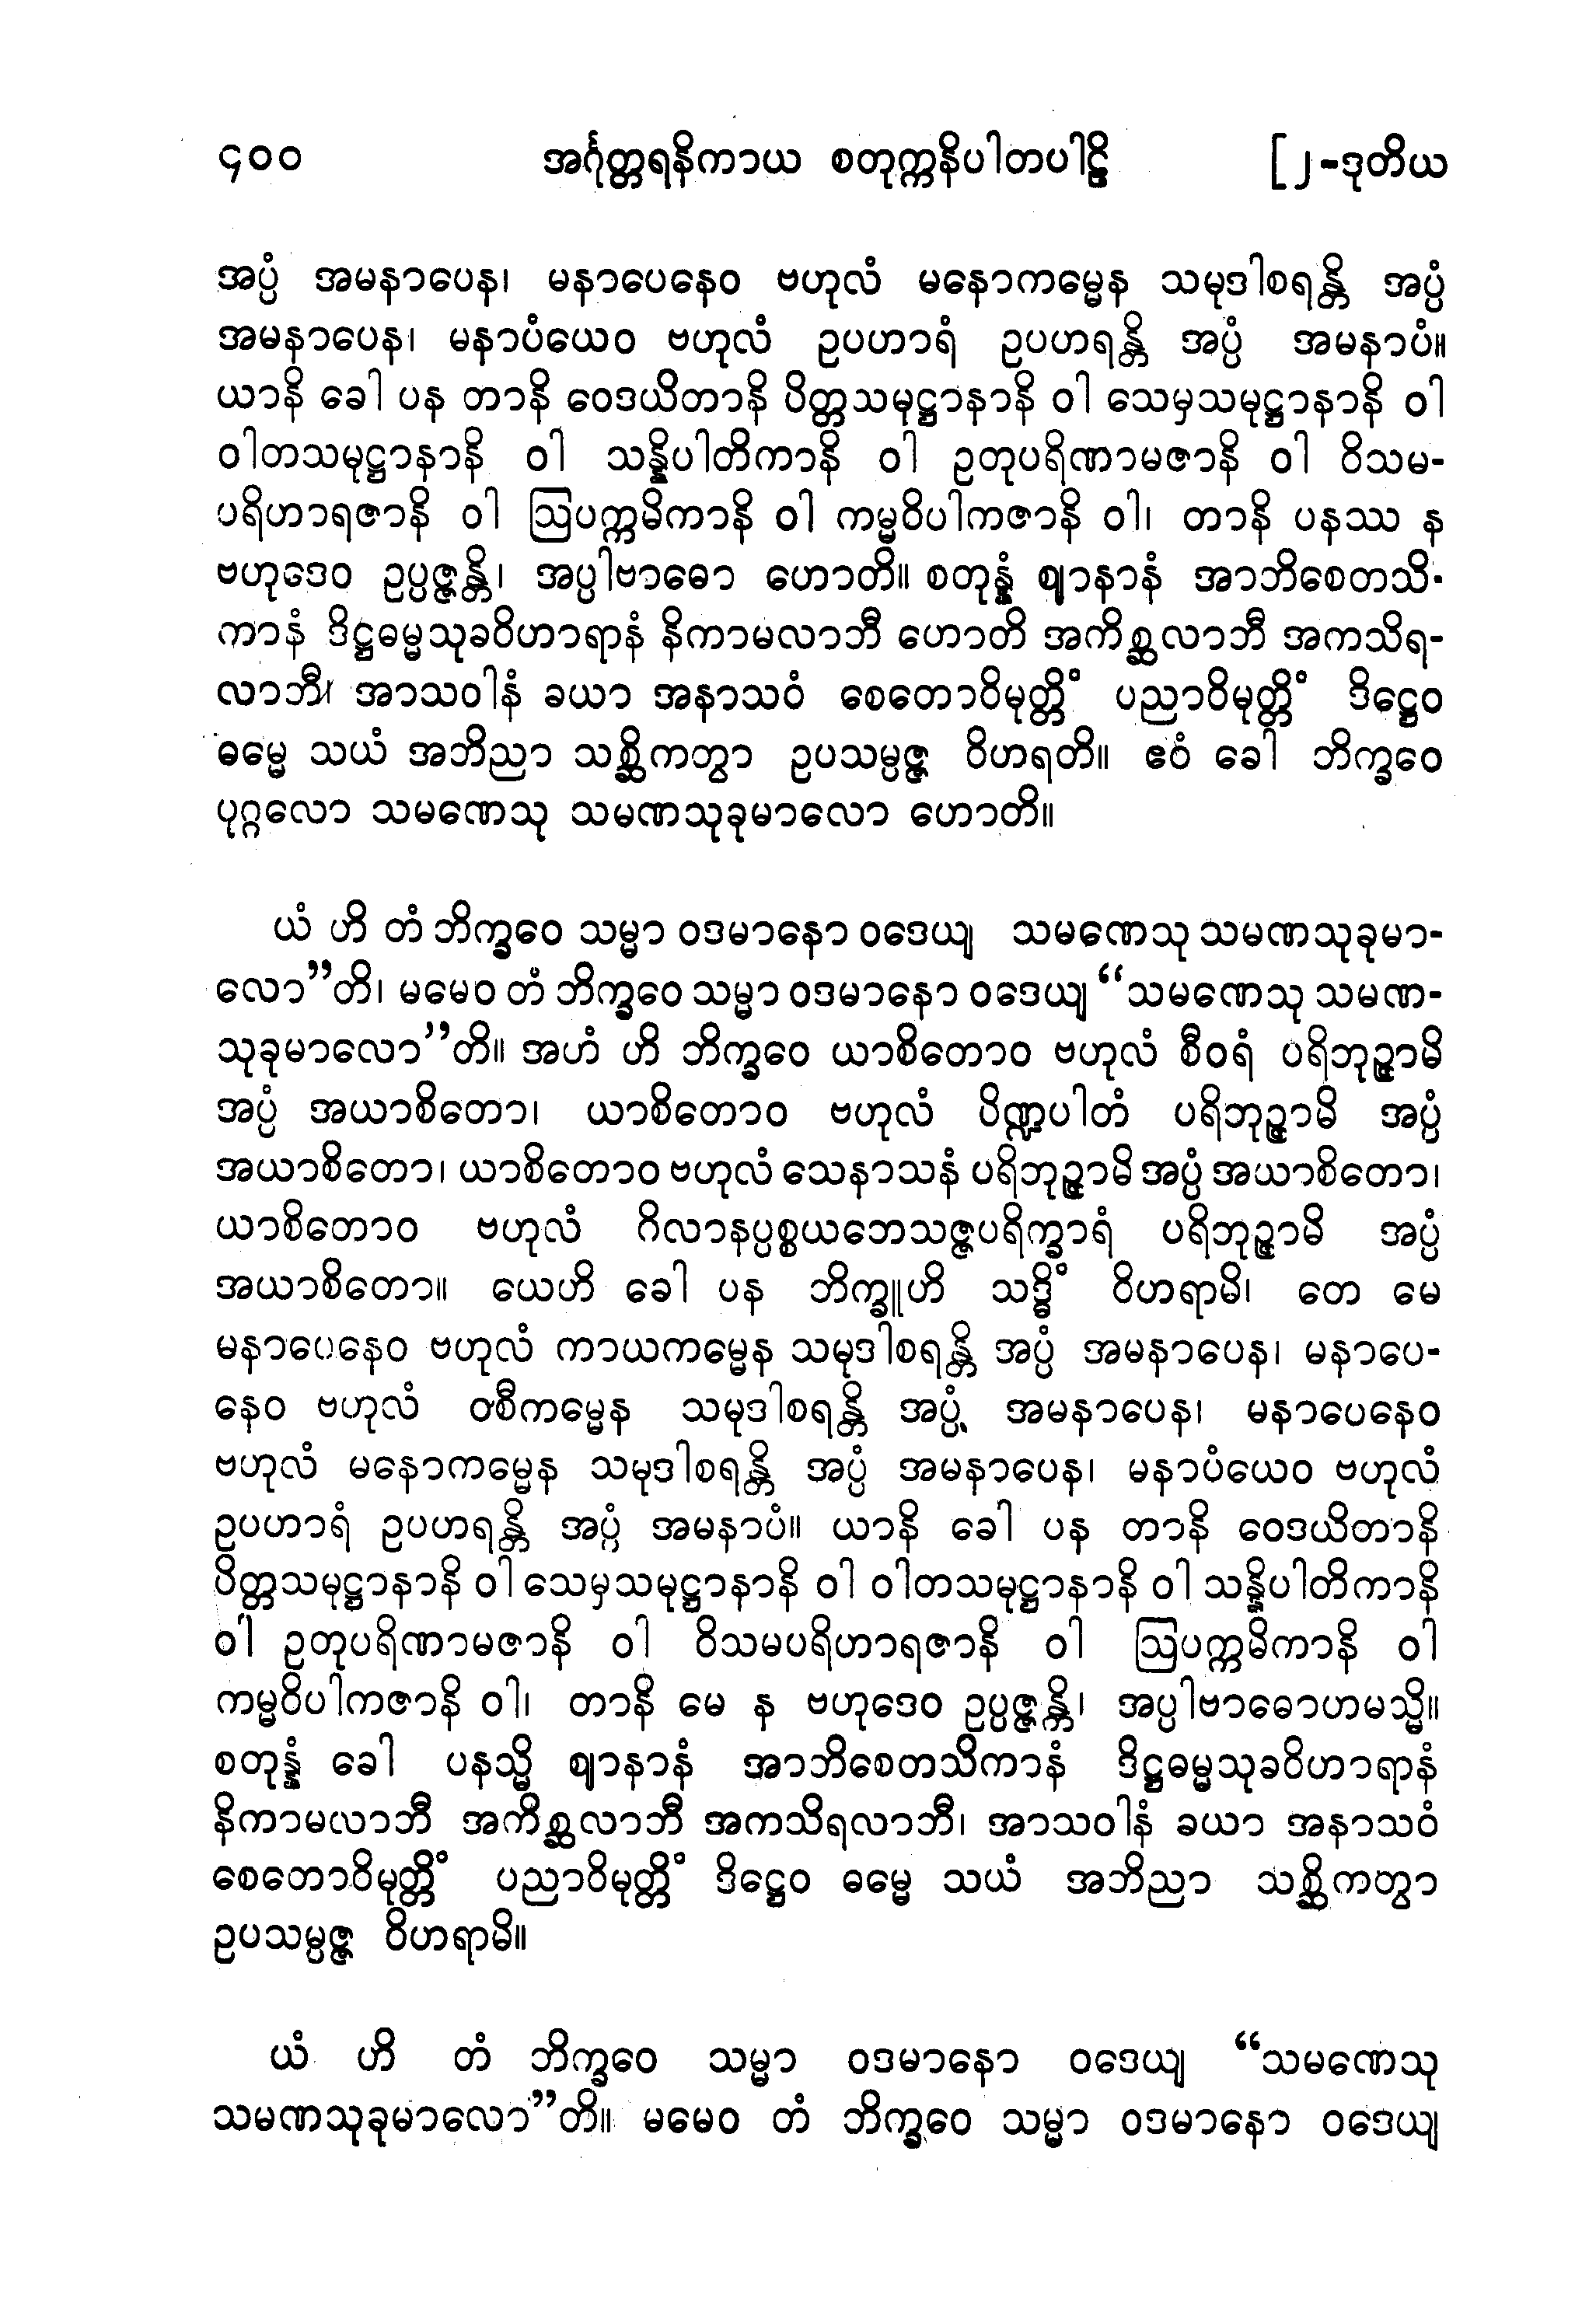 ၄၀၀ အင်္ဂုတ္တရနိကာယ စတုက္ကနိပါတပါဠိ [၂-ဒုတိယ
အပ္ပံ အမနာပေန၊ မနာပေနေဝ ဗဟုလံ မနောကမ္မေန သမုဒါစရန္တိ အပ္ပံ
အမနာပေန၊ မနာပံယေဝ ဗဟုလံ ဥပဟာရံ ဥပဟရန္တိ အပ္ပံ အမနာပံ။
ယာနိ ခေါ ပန တာနိ ဝေဒယိတာနိ ပိတ္တသမုဋ္ဌာနာနိ ဝါ သေမှသမုဋ္ဌာနာနိ ဝါ
ဝါတသမုဋ္ဌာနာနိ ဝါ သန္နိပါတိကာနိ ဝါ ဥတုပရိဏာမဇာနိ ဝါ ဝိသမ-
ပရိဟာရဇာနိ ဝါ ဩပက္ကမိကာနိ ဝါ ကမ္မဝိပါကဇာနိ ဝါ၊ တာနိ ပနဿ န
ဗဟုဒေဝ ဥပ္ပဇ္ဇန္တိ၊ အပ္ပါဗာဓော ဟောတိ။ စတုန္နံ ဈာနာနံ အာဘိစေတသိ-
ကာနံ ဒိဋ္ဌဓမ္မသုခဝိဟာရာနံ နိကာမလာဘီ ဟောတိ အကိစ္ဆလာဘီ အကသိရ-
လာဘီ၊ အာသဝါနံ ခယာ အနာသဝံ စေတောဝိမုတ္တိံ ပညာဝိမုတ္တိံ ဒိဋ္ဌေဝ
ဓမ္မေ သယံ အဘိညာ သစ္ဆိကတွာ ဥပသမ္ပဇ္ဇ ဝိဟရတိ။ ဧဝံ ခေါ ဘိက္ခဝေ
ပုဂ္ဂလော သမဏေသု သမဏသုခုမာလော ဟောတိ။
ယံ ဟိ တံ ဘိက္ခဝေ သမ္မာ ဝဒမာနော ဝဒေယျ သမဏေသု သမဏသုခုမာ-
လော”တိ၊ မမေဝ တံ ဘိက္ခဝေ သမ္မာ ဝဒမာနော ဝဒေယျ “သမဏေသု သမဏ-
သုခုမာလော”တိ။ အဟံ ဟိ ဘိက္ခဝေ ယာစိတောဝ ဗဟုလံ စီဝရံ ပရိဘုဉ္ဇာမိ
အပ္ပံ အယာစိတော၊ ယာစိတောဝ ဗဟုလံ ပိဏ္ဍပါတံ ပရိဘုဉ္ဇာမိ အပ္ပံ
အယာစိတော၊ ယာစိတောဝ ဗဟုလံ သေနာသနံ ပရိဘုဉ္ဇာမိ အပ္ပံ အယာစိတော၊
ယာစိတောဝ ဗဟုလံ ဂိလာနပ္ပစ္စယဘေသဇ္ဇပရိက္ခာရံ ပရိဘုဉ္ဇာမိ အပ္ပံ
အယာစိတော။ ယေဟိ ခေါ ပန ဘိက္ခူဟိ သဒ္ဓိံ ဝိဟရာမိ၊ တေ မေ
မနာပေနေဝ ဗဟုလံ ကာယကမ္မေန သမုဒါစရန္တိ အပ္ပံ အမနာပေန၊ မနာပေ-
နေဝ ဗဟုလံ ဝစီကမ္မေန သမုဒါစရန္တိ အပ္ပံ အမနာပေန၊ မနာပေနေဝ
ဗဟုလံ မနောကမ္မေန သမုဒါစရန္တိ အပ္ပံ အမနာပေန၊ မနာပံယေဝ ဗဟုလံ
ဥပဟာရံ ဥပဟရန္တိ အပ္ပံ အမနာပံ။ ယာနိ ခေါ ပန တာနိ ဝေဒယိတာနိ
ပိတ္တသမုဋ္ဌာနာနိ ဝါ သေမှသမုဋ္ဌာနာနိ ဝါ ဝါတသမုဋ္ဌာနာနိ ဝါ သန္နိပါတိကာနိ
ဝါ ဥတုပရိဏာမဇာနိ ဝါ ဝိသမပရိဟာရဇာနိ ဝါ ဩပက္ကမိကာနိ ဝါ
ကမ္မဝိပါကဇာနိ ဝါ၊ တာနိ မေ န ဗဟုဒေဝ ဥပ္ပဇ္ဇန္တိ၊ အပ္ပါဗာဓောဟမသ္မိ။
စတုန္နံ ခေါ ပနသ္မိ ဈာနာနံ အာဘိစေတသိကာနံ ဒိဋ္ဌဓမ္မသုခဝိဟာရာနံ
နိကာမလာဘီ အကိစ္ဆလာဘီ အကသိရလာဘီ၊ အာသဝါနံ ခယာ အနာသဝံ
စေတောဝိမုတ္တိံ ပညာဝိမုတ္တိံ ဒိဋ္ဌေဝ ဓမ္မေ သယံ အဘိညာ သစ္ဆိကတွာ
ဥပသမ္ပဇ္ဇ ဝိဟရာမိ။
ယံ ဟိ တံ ဘိက္ခဝေ သမ္မာ ဝဒမာနော ဝဒေယျ “သမဏေသု
သမဏသုခုမာလော”တိ။ မမေဝ တံ ဘိက္ခဝေ သမ္မာ ဝဒမာနော ဝဒေယျ